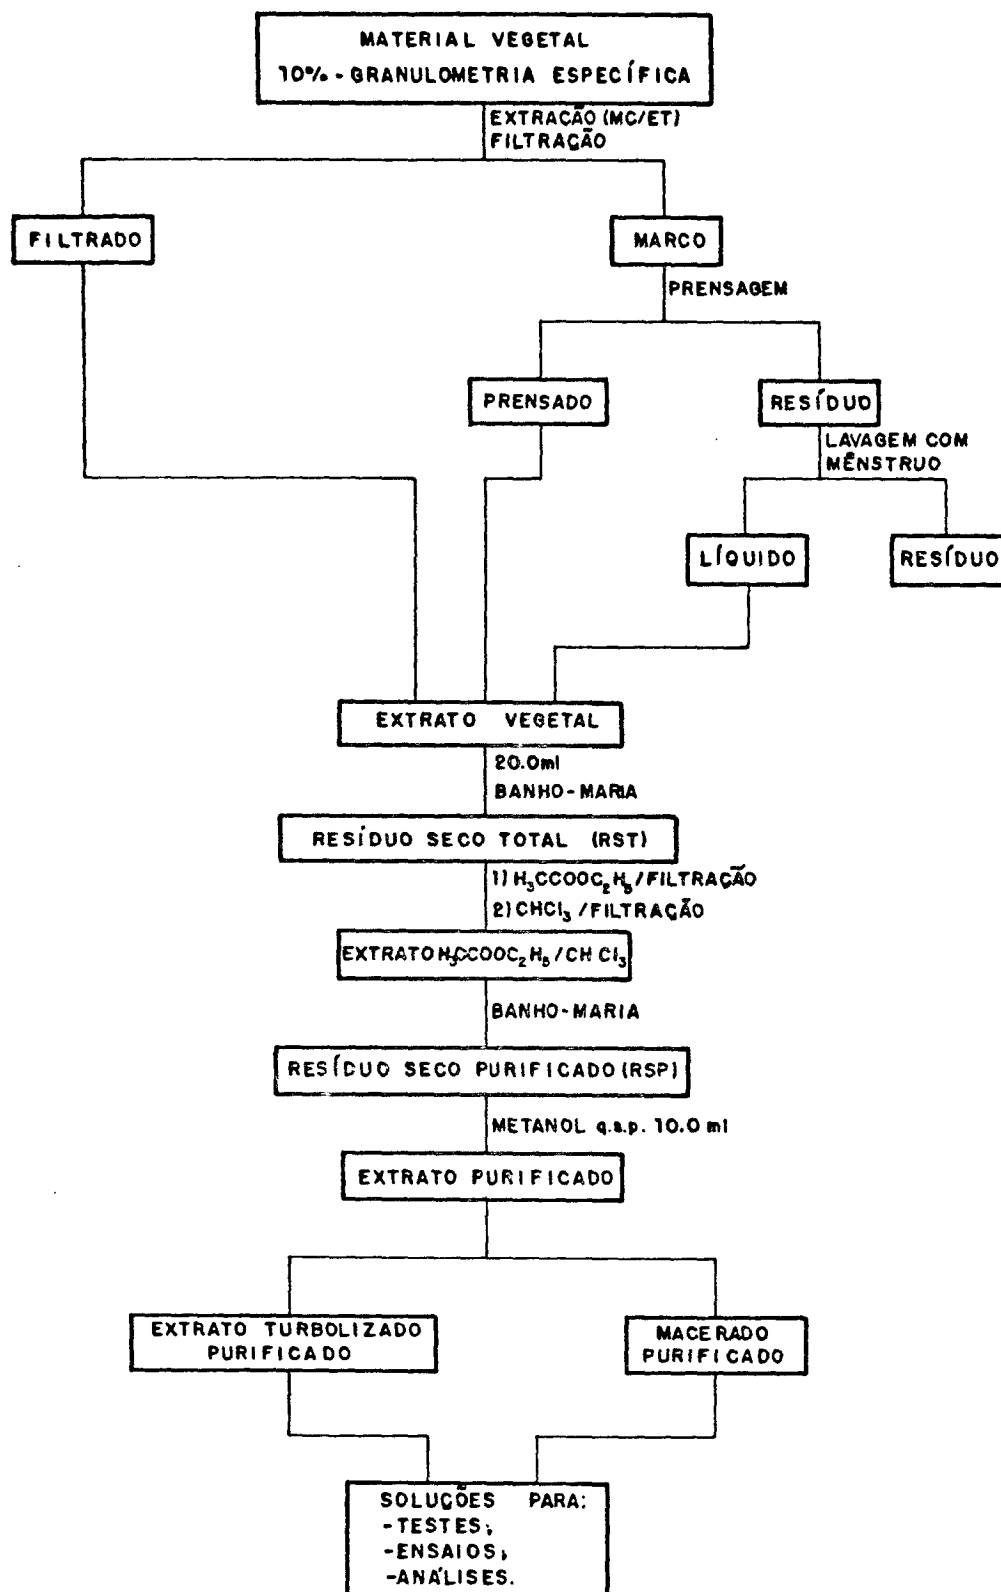 MATERIAL VEGETAL
10% - GRANULOMETRIA ESPECÍFICA
EXTRAÇÃO (MC/ET)
FILTRAÇÃO
FILTRADO
MARCO
PRENSAGEM
PRENSADO
RESÍDUO
LAVAGEM COM
MÊNSTRUO
LÍQUIDO
RESÍDUO
EXTRATO VEGETAL
20.0ml
BANHO-MARIA
RESÍDUO SECO TOTAL (RST)
1) H₃CCOOC₂H₅/FILTRAÇÃO
2) CHCl₃/FILTRAÇÃO
EXTRATO H₃CCOOC₂H₅/CHCl₃
BANHO-MARIA
RESÍDUO SECO PURIFICADO (RSP)
METANOL q.s.p. 10.0 ml
EXTRATO PURIFICADO
EXTRATO TURBOLIZADO
PURIFICADO
MACERADO
PURIFICADO
SOLUÇÕES PARA:
-TESTES;
-ENSAIOS;
-ANÁLISES.